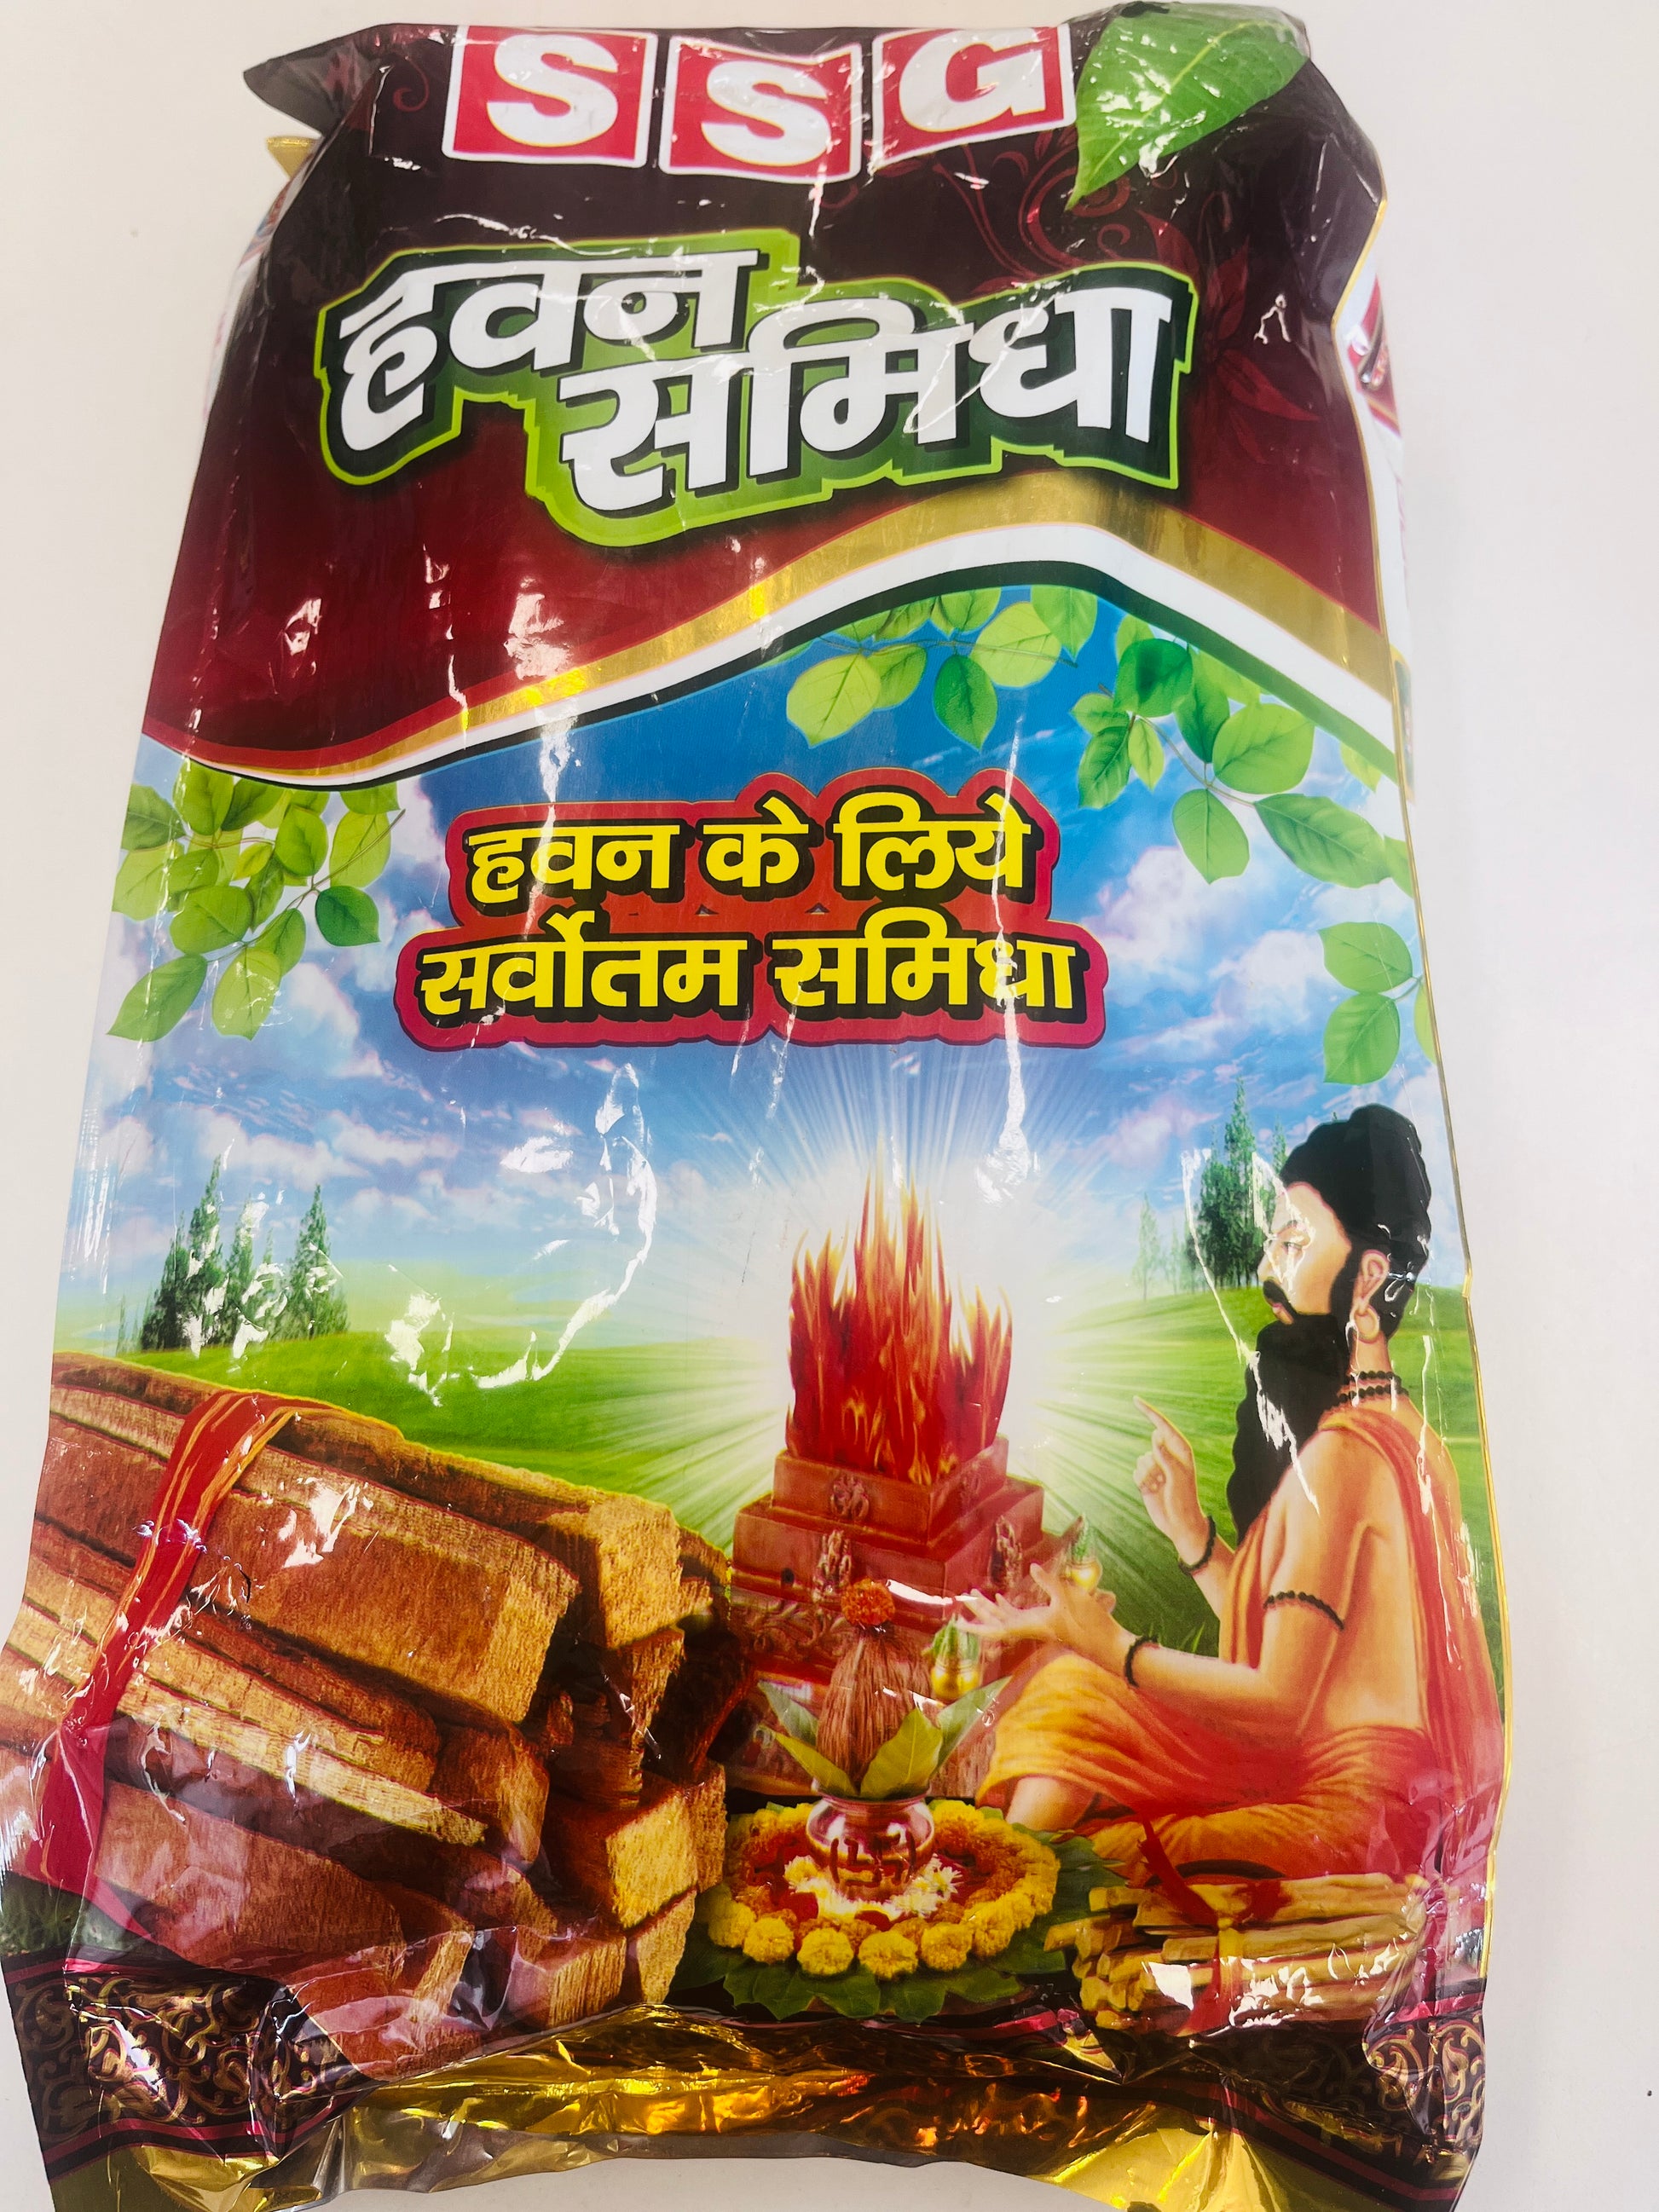 SSG
हवन
समिधा
हवन के लिये
सर्वोतम समिधा